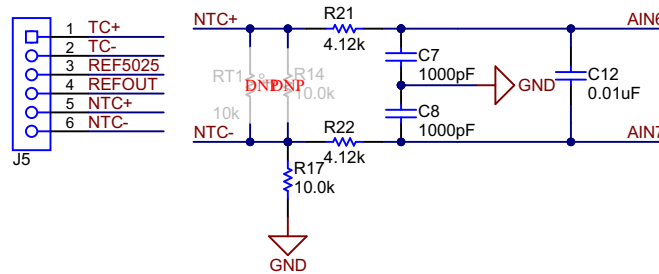 1 TC+
2 TC-
3 REF5025
4 REFOUT
5 NTC+
6 NTC-
J5
NTC+
R21
4.12k
AIN6
C7
1000pF
RT1
DNP
10k
R14
DNP
10.0k
GND
C12
0.01uF
C8
1000pF
NTC-
R22
4.12k
AIN7
R17
10.0k
GND